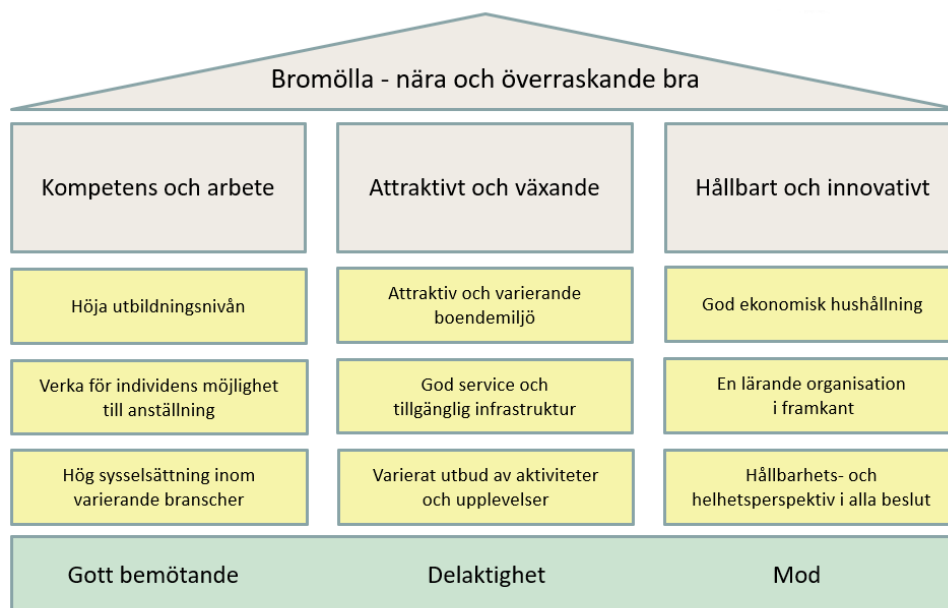 Bromölla - nära och överraskande bra
Kompetens och arbete
Attraktivt och växande
Hållbart och innovativt
Höja utbildningsnivån
Attraktiv och varierande
boendemiljö
God ekonomisk hushållning
Verka för individens möjlighet
till anställning
God service och
tillgänglig infrastruktur
En lärande organisation
i framkant
Hög sysselsättning inom
varierande branscher
Varierat utbud av aktiviteter
och upplevelser
Hållbarhets- och
helhetsperspektiv i alla beslut
Gott bemötande
Delaktighet
Mod